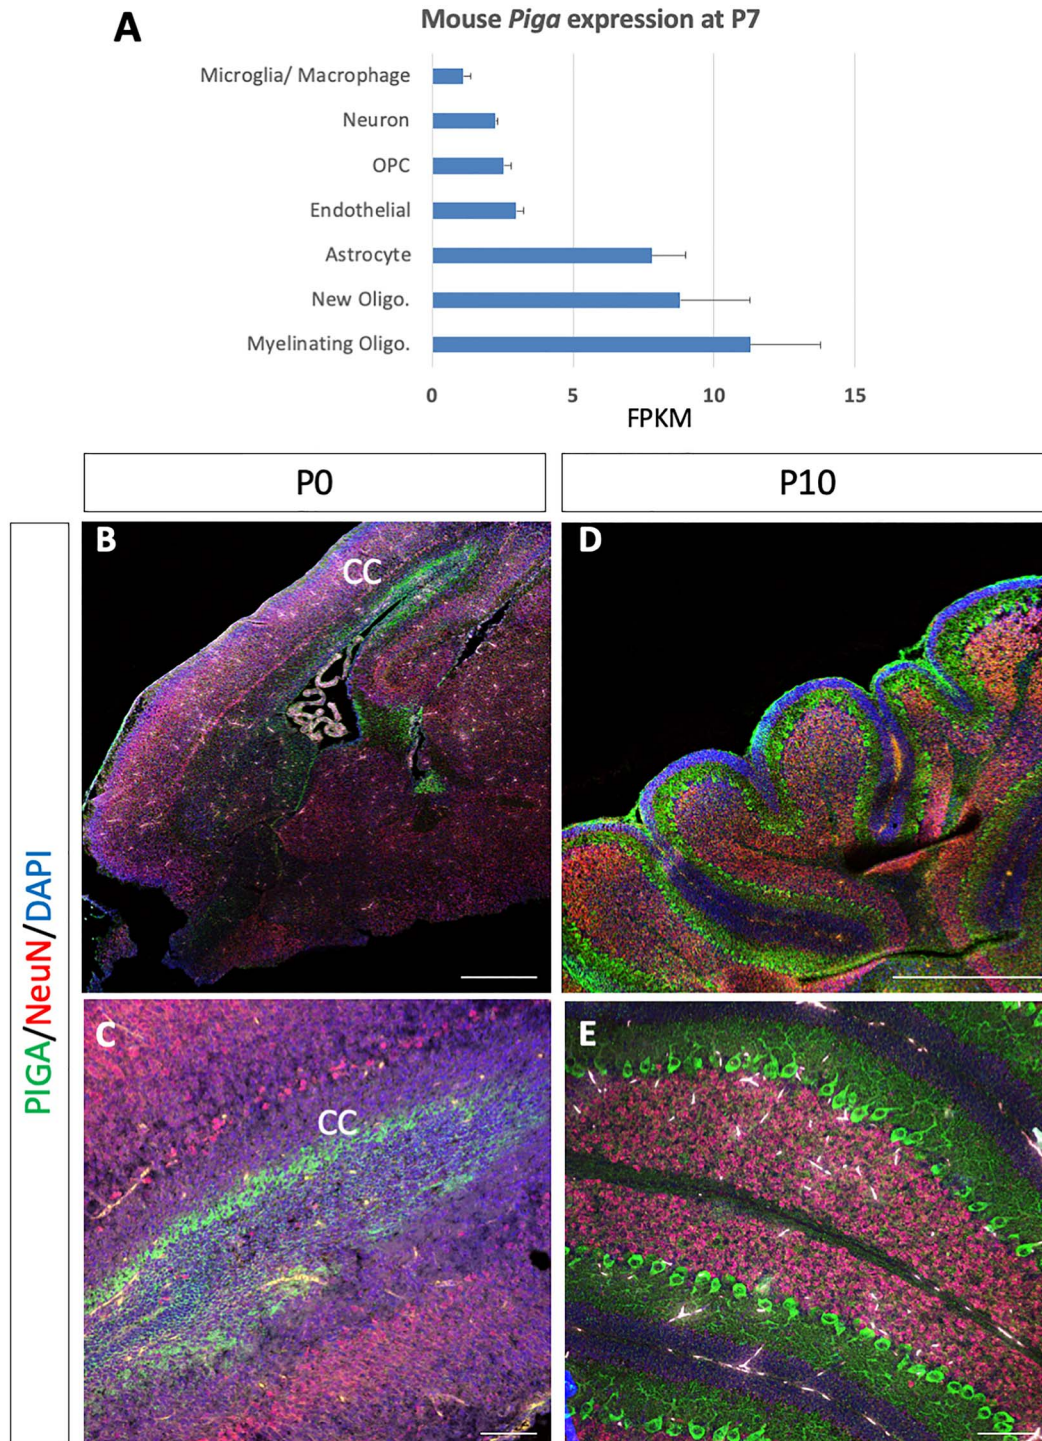 A
Mouse Piga expression at P7
Microglia/ Macrophage
Neuron
OPC
Endothelial
Astrocyte
New Oligo.
Myelinating Oligo.
0 5 10 15
FPKM
P0
P10
PIGA/NeuN/DAPI
B
CC
D
C
CC
E